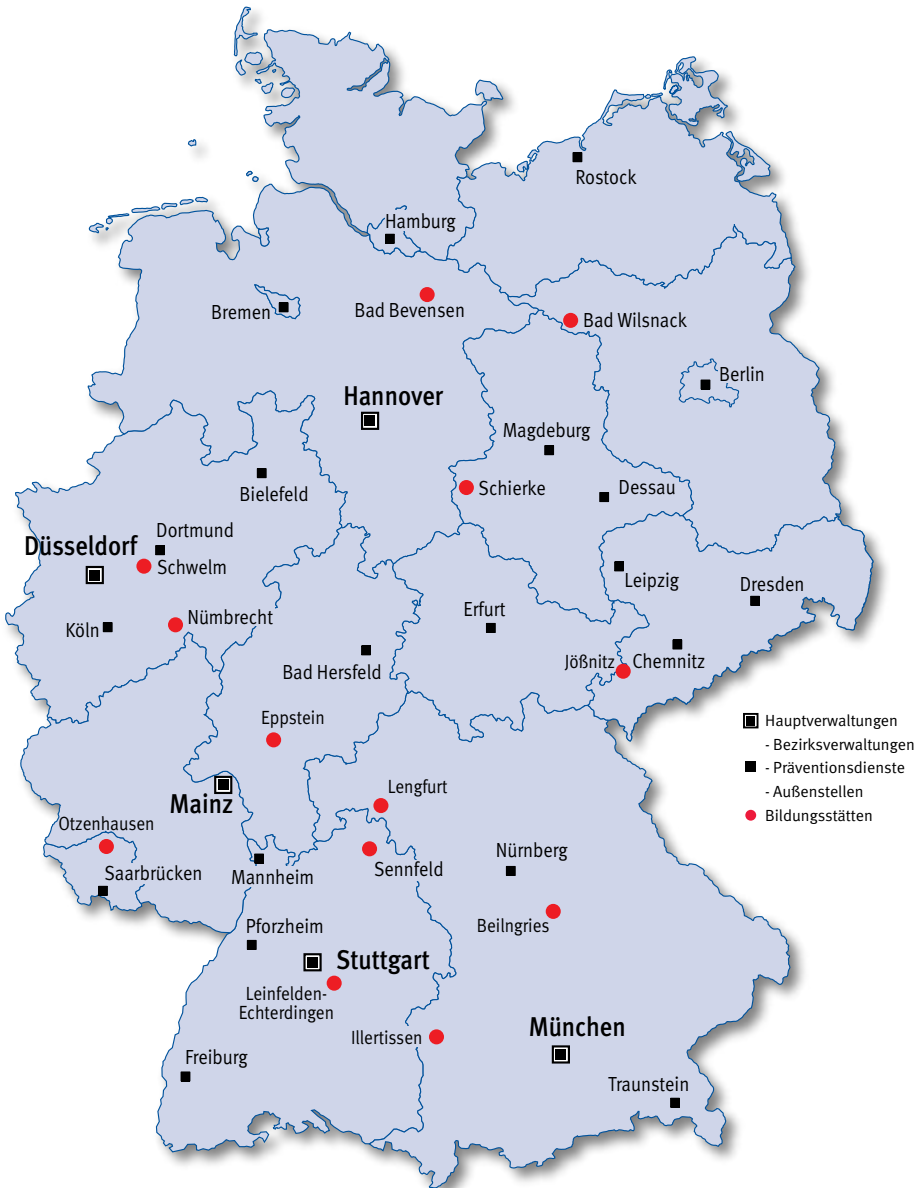 Rostock
Hamburg
Bremen
Bad Bevensen
Bad Wilsnack
Berlin
Hannover
Magdeburg
Bielefeld
Schierke
Dessau
Dortmund
Düsseldorf
Schwelm
Leipzig
Dresden
Erfurt
Nümbrecht
Köln
Bad Hersfeld
Jößnitz
Chemnitz
Eppstein
Hauptverwaltungen
- Bezirksverwaltungen
- Präventionsdienste
- Außenstellen
Bildungsstätten
Lengfurt
Mainz
Otzenhausen
Saarbrücken
Mannheim
Sennfeld
Nürnberg
Beilngries
Pforzheim
Stuttgart
Leinfelden-
Echterdingen
Illertissen
München
Freiburg
Traunstein